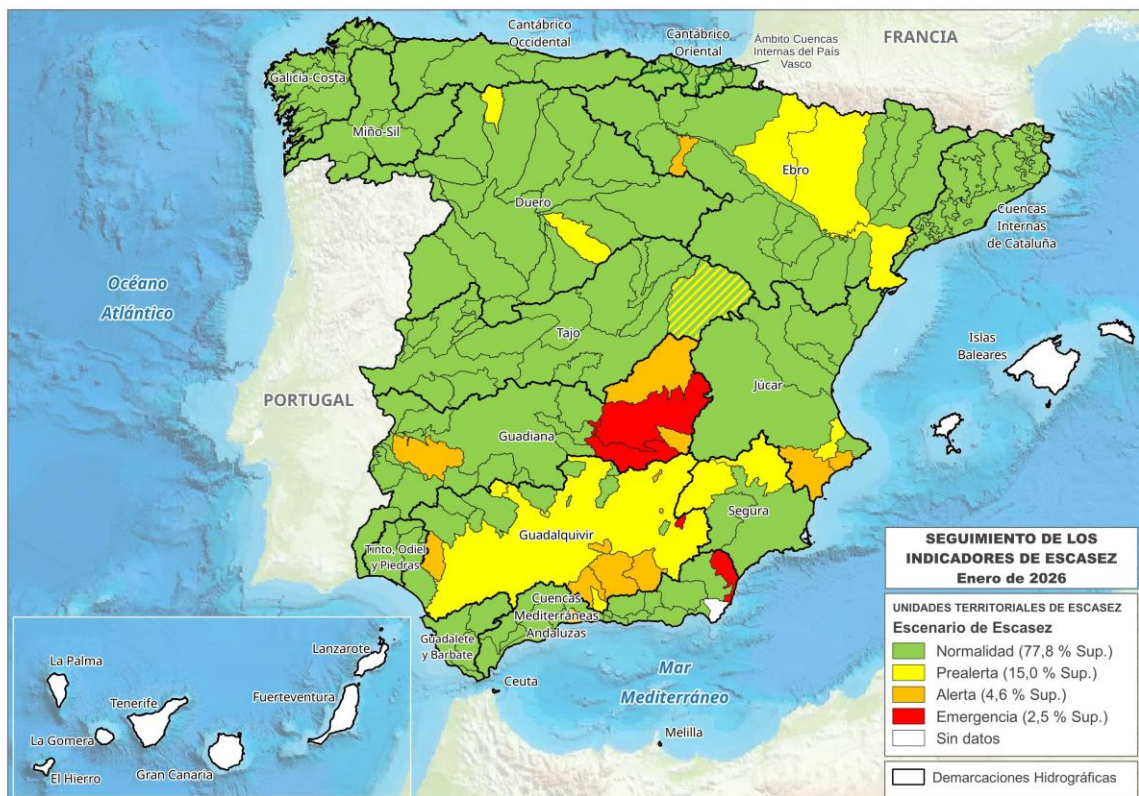 Cantábrico
Occidental
Cantábrico
Oriental
Ámbito Cuencas
Internas del País
Vasco
FRANCIA
Galicia-Costa
Miño-Sil
Ebro
Duero
Cuencas
Internas
de Cataluña
Océano
Atlántico
Tajo
Islas
Baleares
Júcar
PORTUGAL
Guadiana
Segura
Guadalquivir
Tinto, Odiel
y Piedras
Cuencas
Mediterráneas
Andaluzas
Guadalete
y Barbate
Ceuta
Mar
Mediterráneo
Melilla
Lanzarote
La Palma
Fuerteventura
Tenerife
La Gomera
El Hierro
Gran Canaria
SEGUIMIENTO DE LOS
INDICADORES DE ESCASEZ
Enero de 2026
UNIDADES TERRITORIALES DE ESCASEZ
Escenario de Escasez
Normalidad (77,8 % Sup.)
Prealerta (15,0 % Sup.)
Alerta (4,6 % Sup.)
Emergencia (2,5 % Sup.)
Sin datos
Demarcaciones Hidrográficas